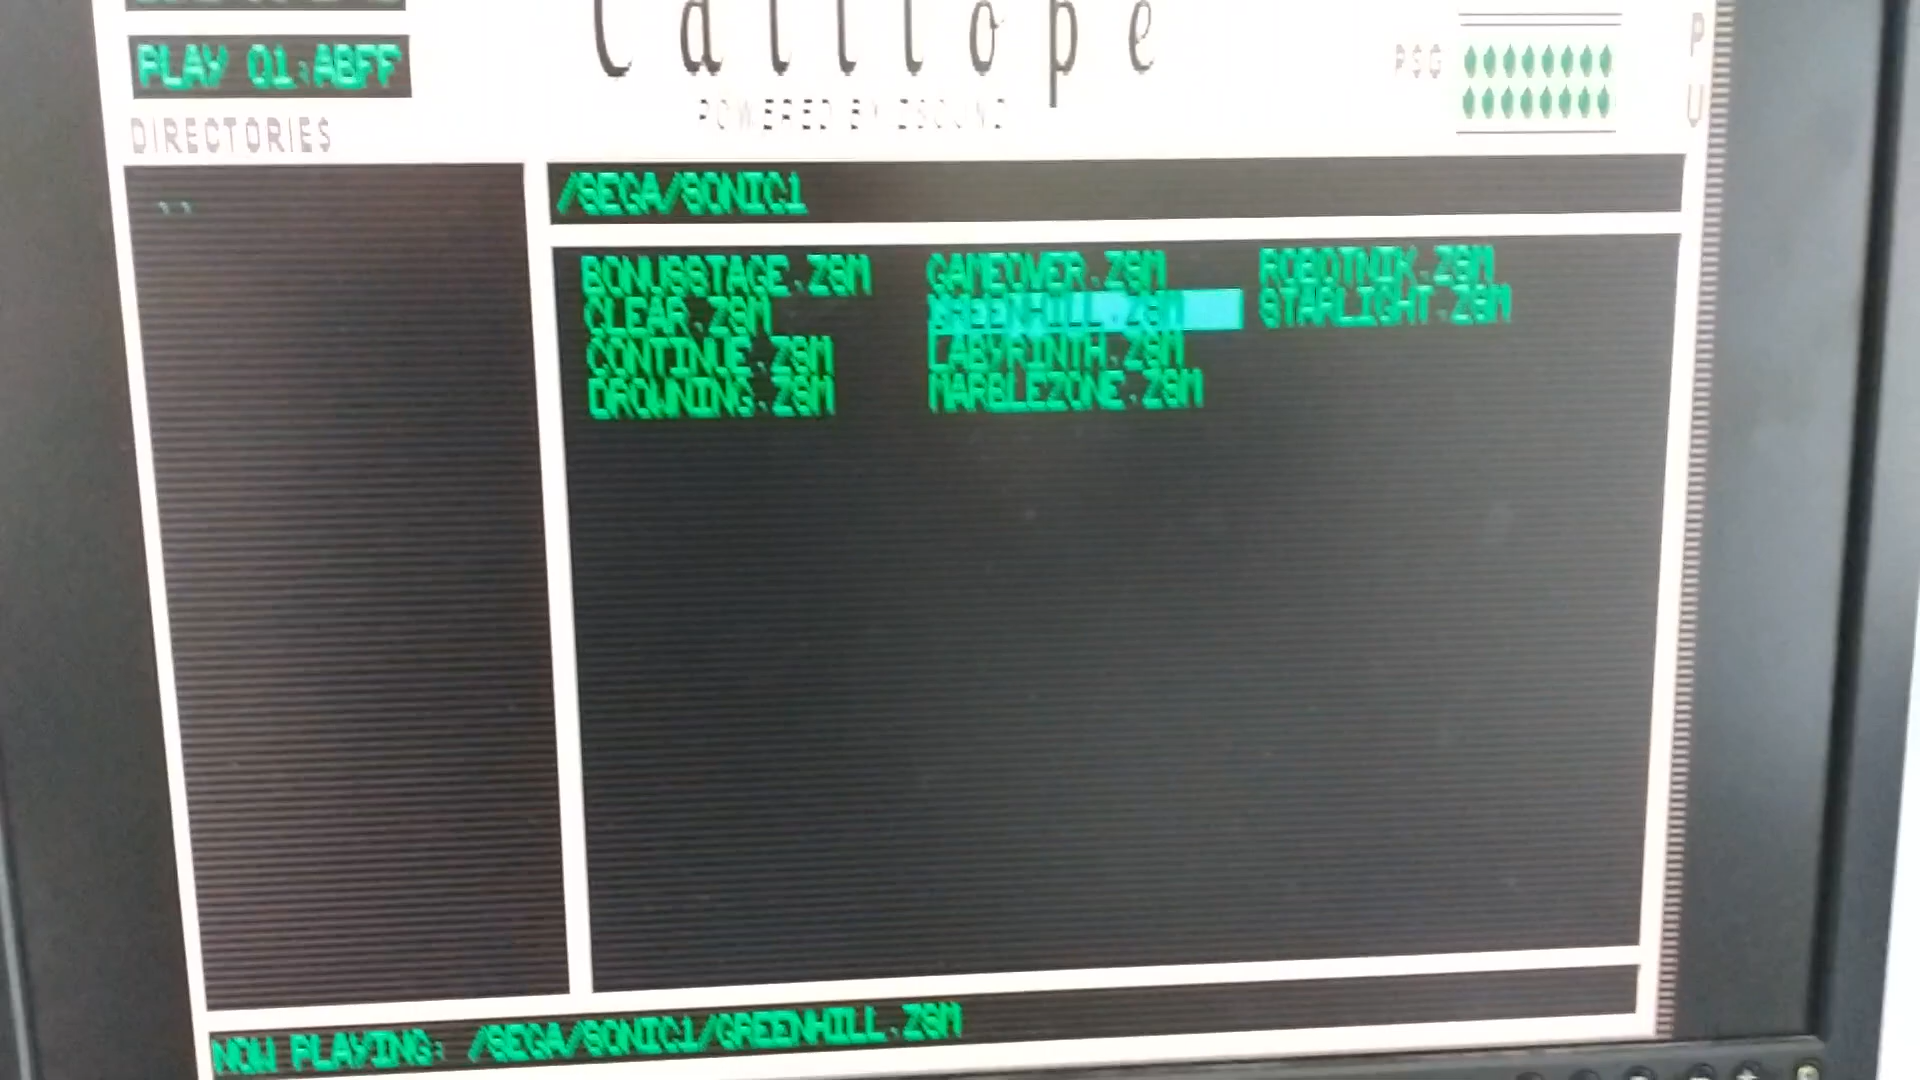 PLAY 01:ABFF
Calliope
POWERED BY ZSOUND
PSG
P
U
DIRECTORIES
..
/SEGA/SONIC1
BONUSSTAGE.ZSM GAMEOVER.ZSM ROBOTNIK.ZSM
CLEAR.ZSM GREENHILL.ZSM STARLIGHT.ZSM
CONTINUE.ZSM LABYRINTH.ZSM
DROWNING.ZSM MARBLEZONE.ZSM
NOW PLAYING: /SEGA/SONIC1/GREENHILL.ZSM